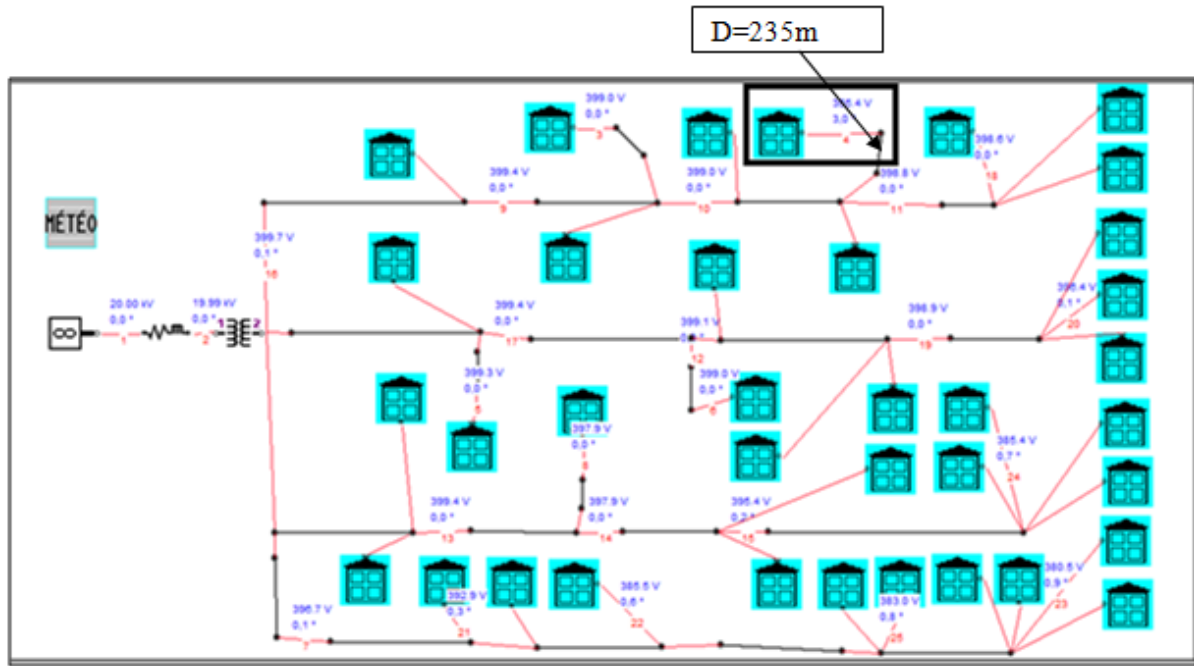 D=235m
399.0 V
0,0 °
3
399.4 V
0,0 °
9
399.0 V
0,0 °
10
3,0
4
398.8 V
0,0 °
11
398.6 V
0,0 °
18
MÉTÉO
399.7 V
0,1 °
16
20.00 kV
0,0 °
1
19.99 kV
0,0 °
2
1
2
399.4 V
0,0 °
17
399.1 V
12
398.9 V
0,0 °
19
0,1 °
20
399.3 V
0,0 °
5
399.0 V
0,0 °
6
397.9 V
0,0 °
8
399.4 V
0,0 °
13
397.9 V
0,0 °
14
395.4 V
15
385.4 V
0,7 °
24
396.7 V
0,1 °
7
392.9 V
0,3 °
21
385.5 V
0,6 °
22
383.0 V
0,8 °
25
380.5 V
0,9 °
23